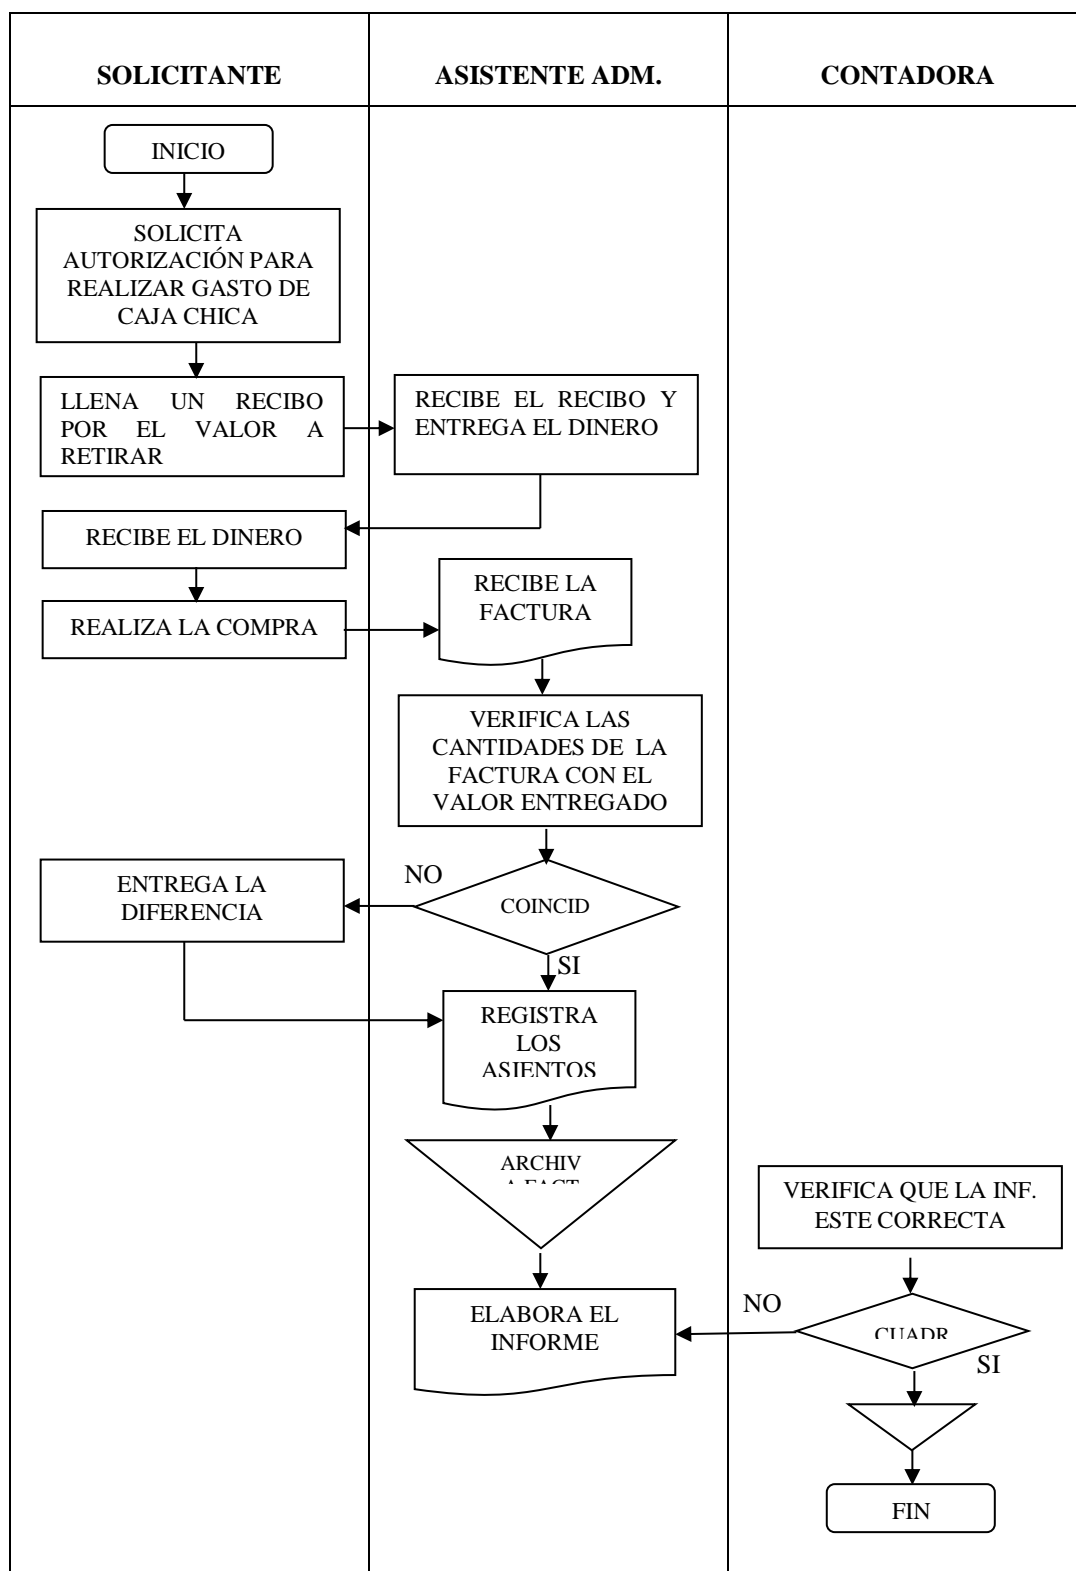 SOLICITANTE
ASISTENTE ADM.
CONTADORA
INICIO
SOLICITA
AUTORIZACIÓN PARA
REALIZAR GASTO DE
CAJA CHICA
LLENA UN RECIBO
POR EL VALOR A
RETIRAR
RECIBE EL RECIBO Y
ENTREGA EL DINERO
RECIBE EL DINERO
RECIBE LA
FACTURA
REALIZA LA COMPRA
VERIFICA LAS
CANTIDADES DE LA
FACTURA CON EL
VALOR ENTREGADO
NO
COINCID
ENTREGA LA
DIFERENCIA
SI
REGISTRA
LOS
ASIENTOS
ARCHIV
A FACT
VERIFICA QUE LA INF.
ESTE CORRECTA
ELABORA EL
INFORME
NO
CUADR
SI
FIN